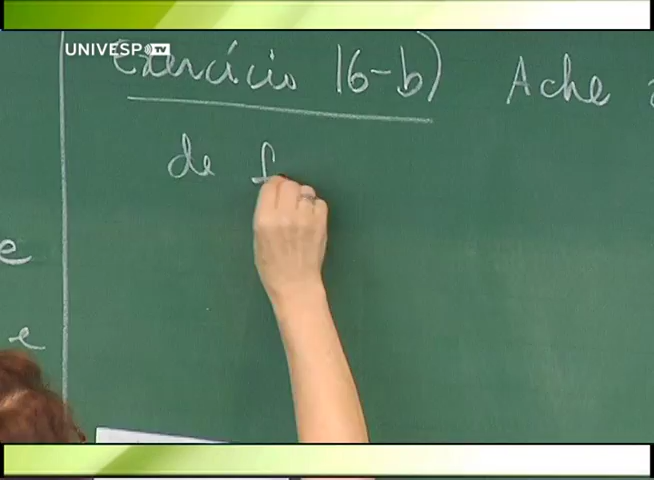 UNIVESP TV
Exercício 16-b) Ache
de f
e
e